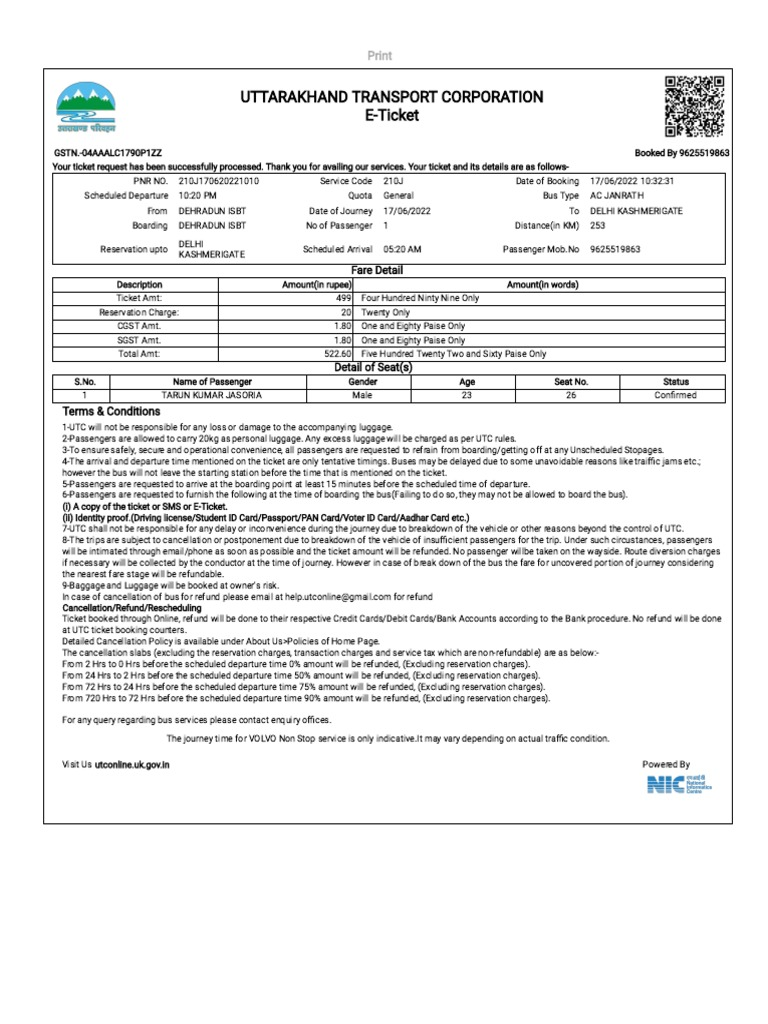 Print
उत्तराखण्ड परिवहन
UTTARAKHAND TRANSPORT CORPORATION
E-Ticket
GSTN.-04AAALC1790P1ZZ Booked By 9625519863
Your ticket request has been successfully processed. Thank you for availing our services. Your ticket and its details are as follows-
PNR NO. 210J170620221010 Service Code 210J Date of Booking 17/06/2022 10:32:31
Scheduled Departure 10:20 PM Quota General Bus Type AC JANRATH
From DEHRADUN ISBT Date of Journey 17/06/2022 To DELHI KASHMERIGATE
Boarding DEHRADUN ISBT No of Passenger 1 Distance(in KM) 253
Reservation upto DELHI KASHMERIGATE Scheduled Arrival 05:20 AM Passenger Mob.No 9625519863
Fare Detail
Description Amount(in rupee) Amount(in words)
Ticket Amt: 499 Four Hundred Ninty Nine Only
Reservation Charge: 20 Twenty Only
CGST Amt. 1.80 One and Eighty Paise Only
SGST Amt. 1.80 One and Eighty Paise Only
Total Amt: 522.60 Five Hundred Twenty Two and Sixty Paise Only
Detail of Seat(s)
S.No. Name of Passenger Gender Age Seat No. Status
1 TARUN KUMAR JASORIA Male 23 26 Confirmed
Terms & Conditions
1-UTC will not be responsible for any loss or damage to the accompanying luggage.
2-Passengers are allowed to carry 20kg as personal luggage. Any excess luggage will be charged as per UTC rules.
3-To ensure safely, secure and operational convenience, all passengers are requested to refrain from boarding/getting off at any Unscheduled Stopages.
4-The arrival and departure time mentioned on the ticket are only tentative timings. Buses may be delayed due to some unavoidable reasons like traiffic jams etc.;
however the bus will not leave the starting station before the time that is mentioned on the ticket.
5-Passengers are requested to arrive at the boarding point at least 15 minutes before the scheduled time of departure.
6-Passengers are requested to furnish the following at the time of boarding the bus(Failing to do so,they may not be allowed to board the bus).
(i) A copy of the ticket or SMS or E-Ticket.
(ii) Identity proof.(Driving license/Student ID Card/Passport/PAN Card/Voter ID Card/Aadhar Card etc.)
7-UTC shall not be responsible for any delay or inconvenience during the journey due to breakdown of the vehicle or other reasons beyond the control of UTC.
8-The trips are subject to cancellation or postponement due to breakdown of the vehicle of insufficient passengers for the trip. Under such circustances, passengers
will be intimated through email/phone as soon as possible and the ticket amount will be refunded. No passenger willbe taken on the wayside. Route diversion charges
if necessary will be collected by the conductor at the time of journey. However in case of break down of the bus the fare for uncovered portion of journey considering
the nearest fare stage will be refundable.
9-Baggage and Luggage will be booked at owner's risk.
In case of cancellation of bus for refund please email at help.utconline@gmail.com for refund
Cancellation/Refund/Rescheduling
Ticket booked through Online, refund will be done to their respective Credit Cards/Debit Cards/Bank Accounts according to the Bank procedure. No refund will be done
at UTC ticket booking counters.
Detailed Cancellation Policy is available under About Us>Policies of Home Page.
The cancellation slabs (excluding the reservation charges, transaction charges and service tax which are non-refundable) are as below:-
From 2 Hrs to 0 Hrs before the scheduled departure time 0% amount will be refunded, (Excluding reservation charges).
From 24 Hrs to 2 Hrs before the scheduled departure time 50% amount will be refunded, (Excluding reservation charges).
From 72 Hrs to 24 Hrs before the scheduled departure time 75% amount will be refunded, (Excluding reservation charges).
From 720 Hrs to 72 Hrs before the scheduled departure time 90% amount will be refunded, (Excluding reservation charges).
For any query regarding bus services please contact enquiry offices.
The journey time for VOLVO Non Stop service is only indicative.It may vary depending on actual traffic condition.
Visit Us utconline.uk.gov.in Powered By
NIC एनआईसी
National
Informatics
Centre